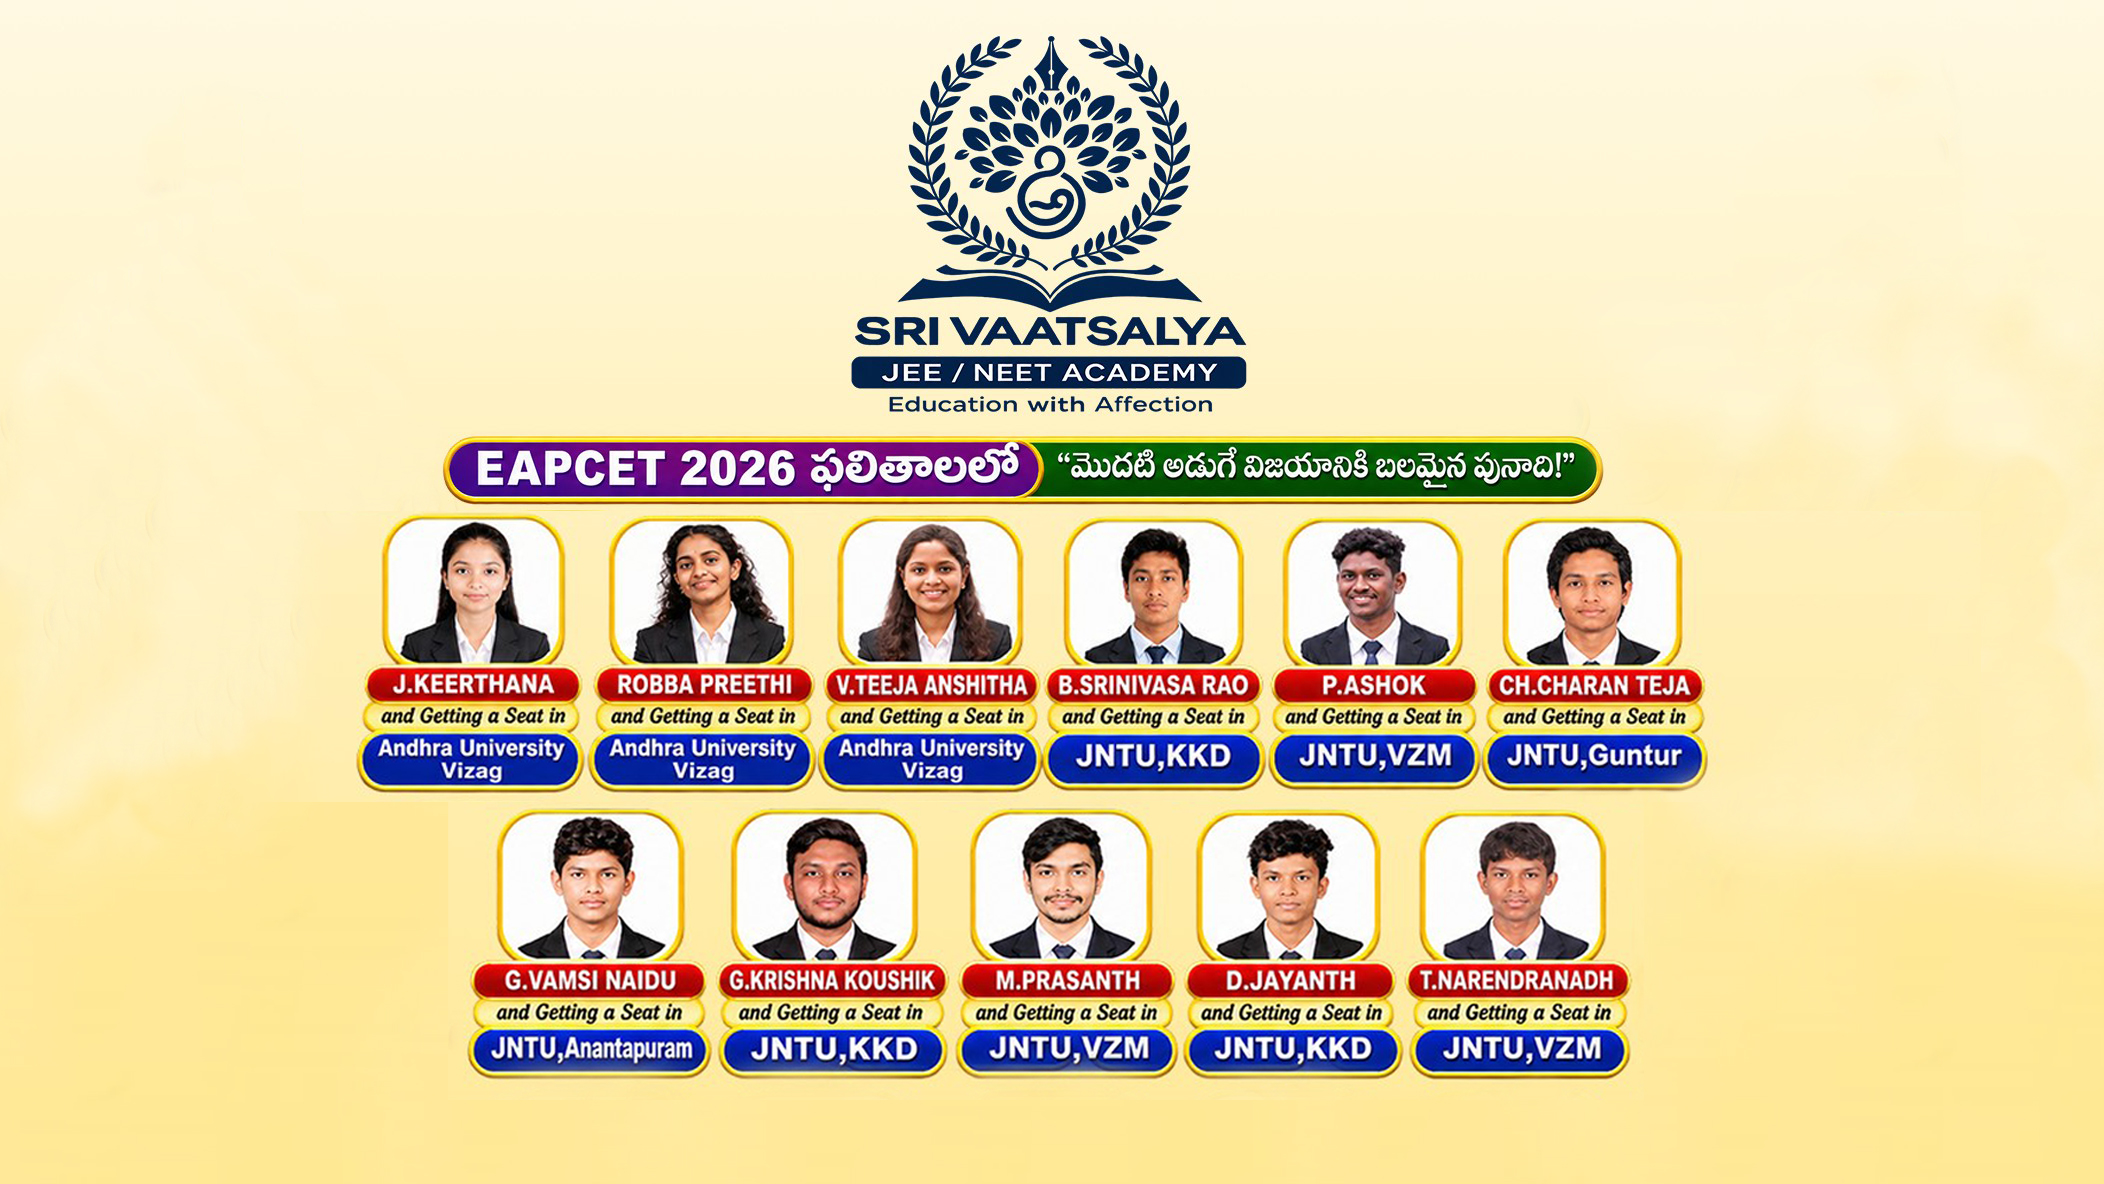 SRI VAATSALYA
JEE / NEET ACADEMY
Education with Affection
EAPCET 2026 ఫలితాలలో "మొదటి అడుగే విజయానికి బలమైన పునాది!"
J.KEERTHANA ROBBA PREETHI V.TEEJA ANSHITHA B.SRINIVASA RAO P.ASHOK CH.CHARAN TEJA
and Getting a Seat in and Getting a Seat in and Getting a Seat in and Getting a Seat in and Getting a Seat in and Getting a Seat in
Andhra University Vizag Andhra University Vizag Andhra University Vizag JNTU,KKD JNTU,VZM JNTU,Guntur
G.VAMSI NAIDU G.KRISHNA KOUSHIK M.PRASANTH D.JAYANTH T.NARENDRANADH
and Getting a Seat in and Getting a Seat in and Getting a Seat in and Getting a Seat in and Getting a Seat in
JNTU,Anantapuram JNTU,KKD JNTU,VZM JNTU,KKD JNTU,VZM